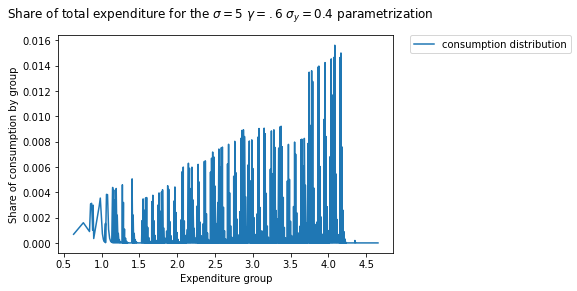 Share of total expenditure for the σ = 5 γ = .6 σy = 0.4 parametrization
consumption distribution
Share of consumption by group
0.016
0.014
0.012
0.010
0.008
0.006
0.004
0.002
0.000
0.5 1.0 1.5 2.0 2.5 3.0 3.5 4.0 4.5
Expenditure group